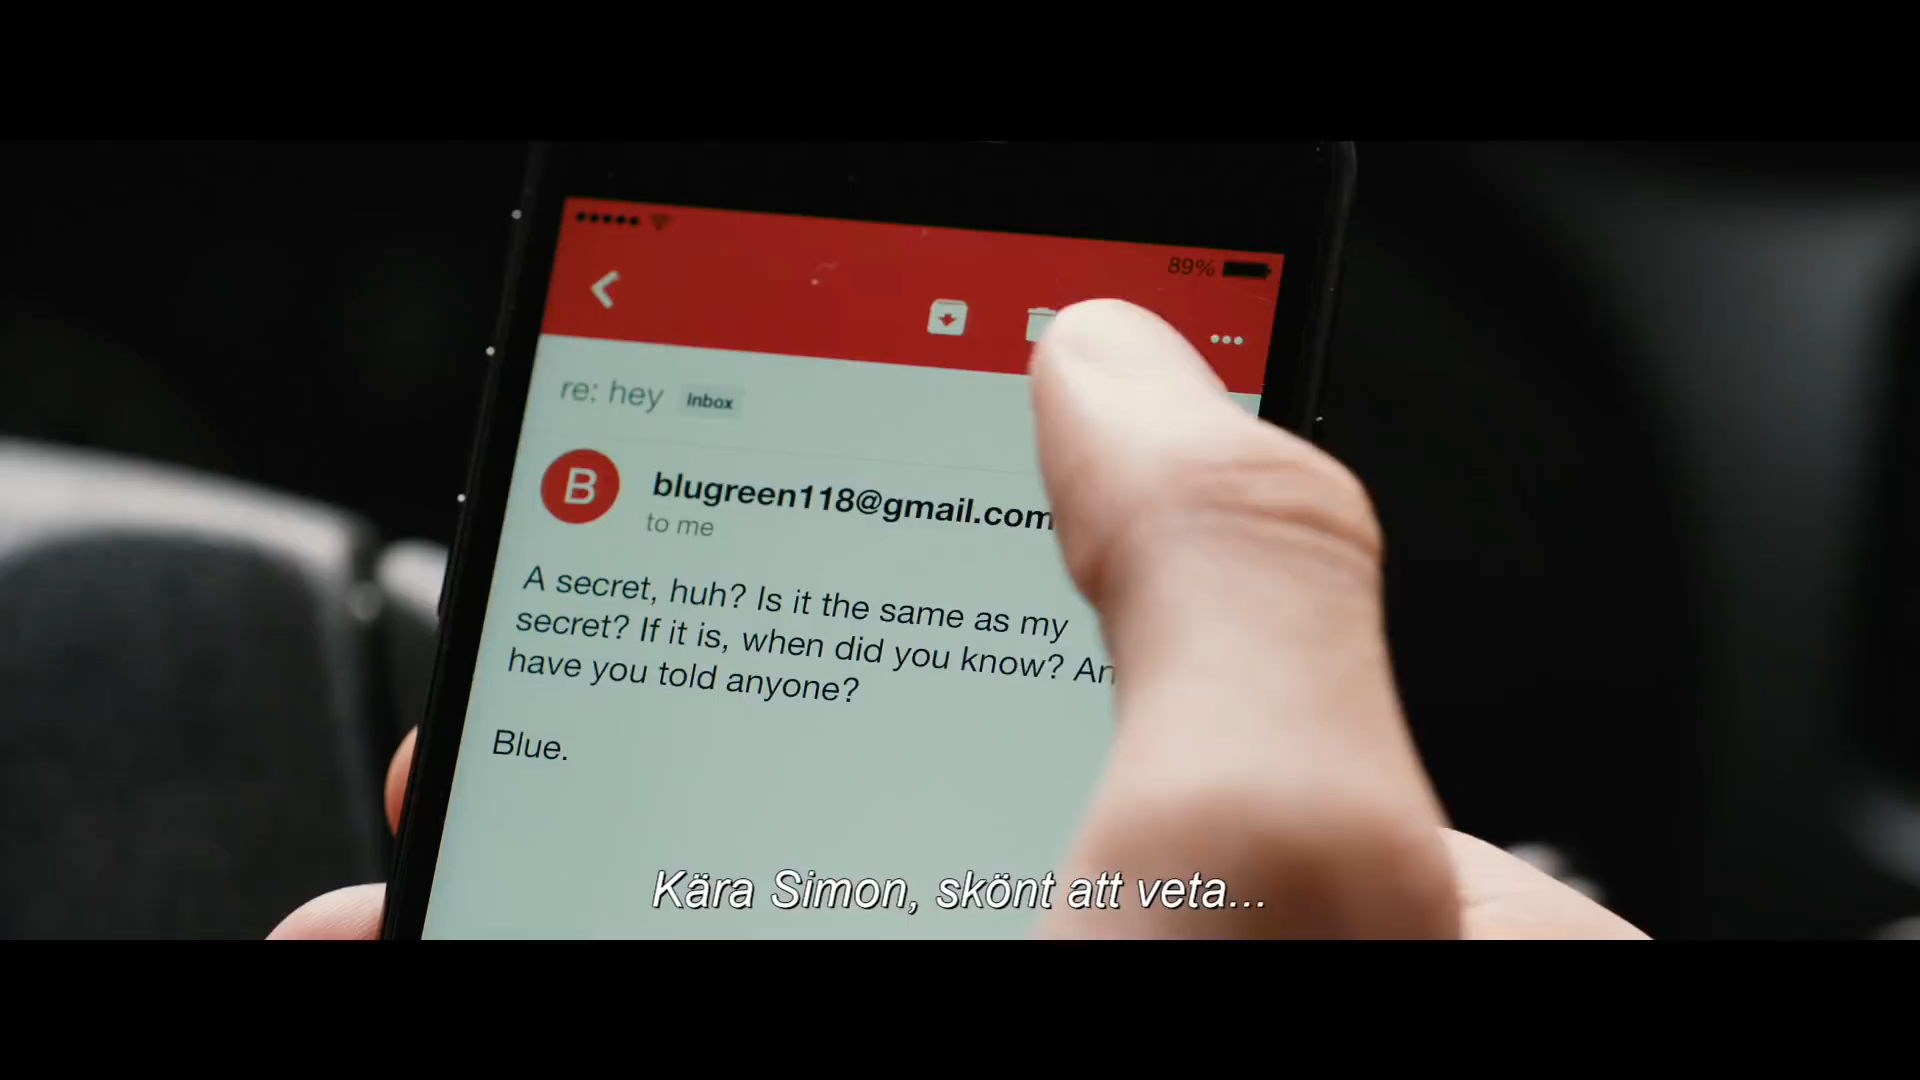 89%
re: hey Inbox
B
blugreen118@gmail.com
to me
A secret, huh? Is it the same as my
secret? If it is, when did you know? An
have you told anyone?
Blue.
Kära Simon, skönt att veta...